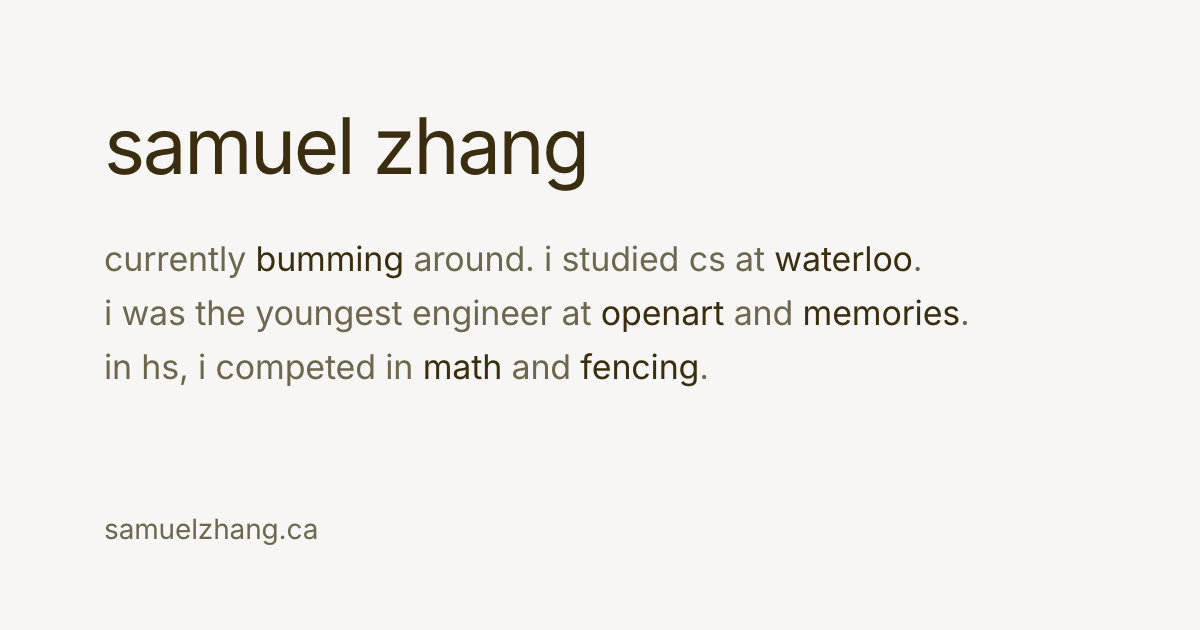 samuel zhang
currently bumming around. i studied cs at waterloo.
i was the youngest engineer at openart and memories.
in hs, i competed in math and fencing.
samuelzhang.ca